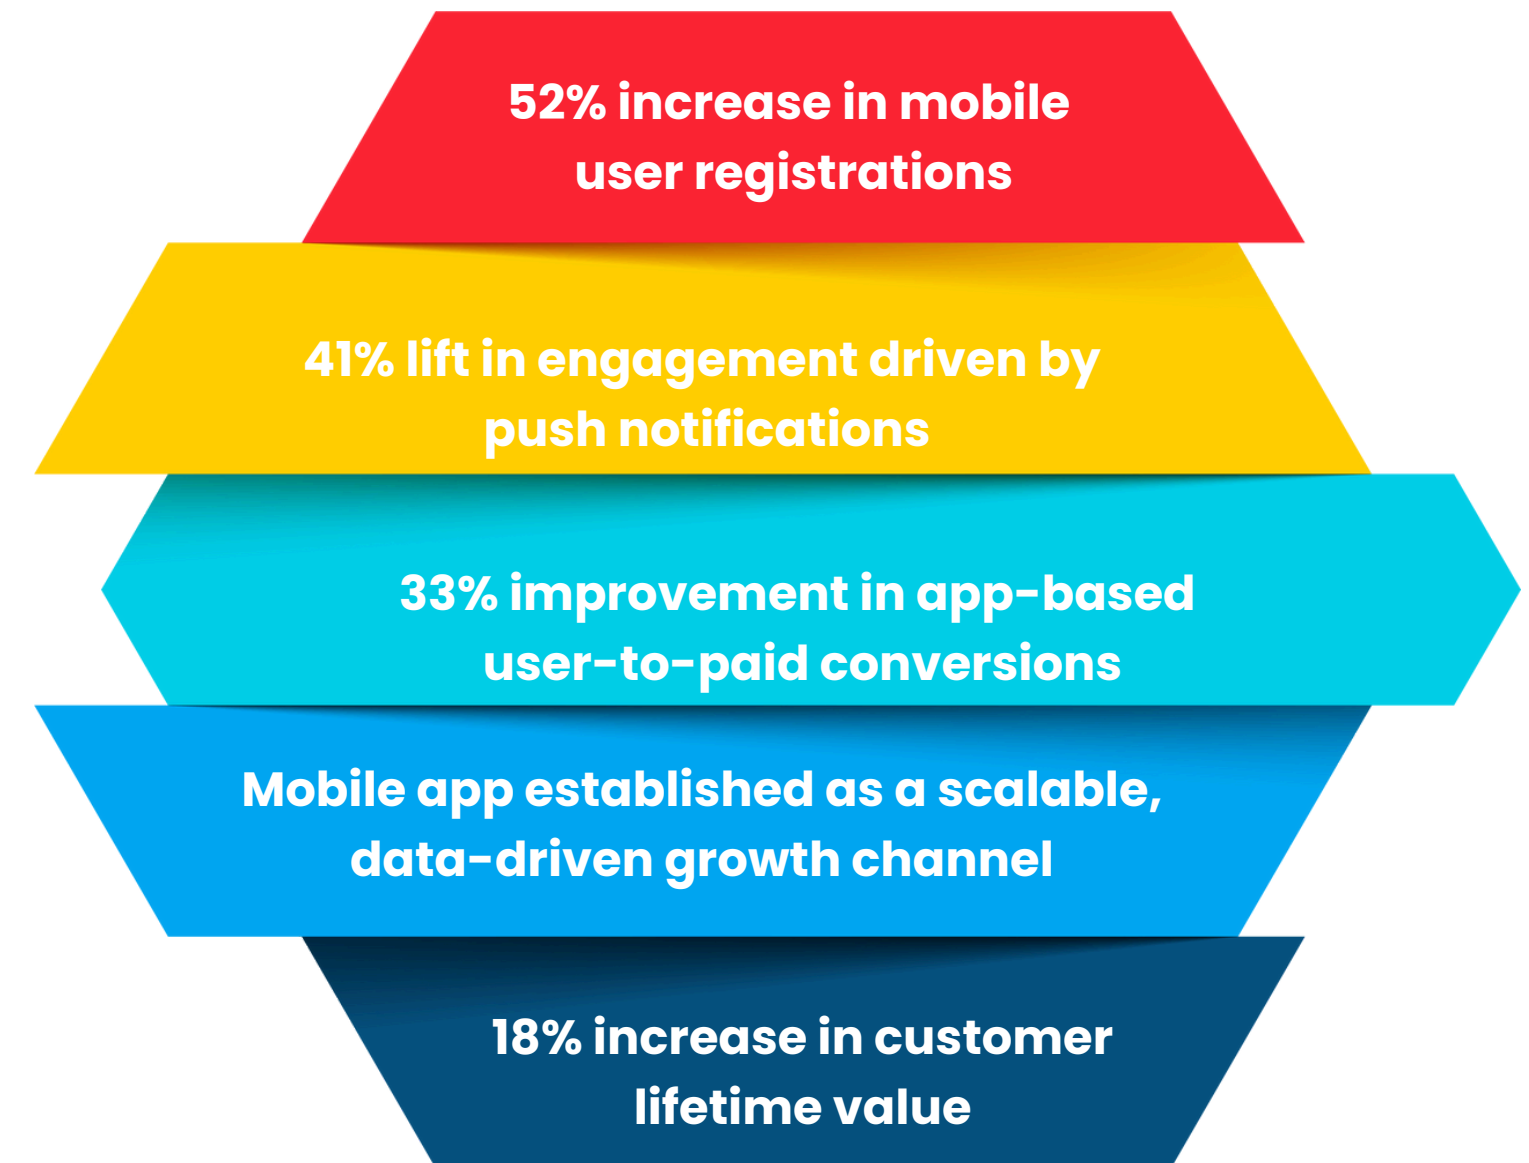 52% increase in mobile
user registrations
41% lift in engagement driven by
push notifications
33% improvement in app-based
user-to-paid conversions
Mobile app established as a scalable,
data-driven growth channel
18% increase in customer
lifetime value